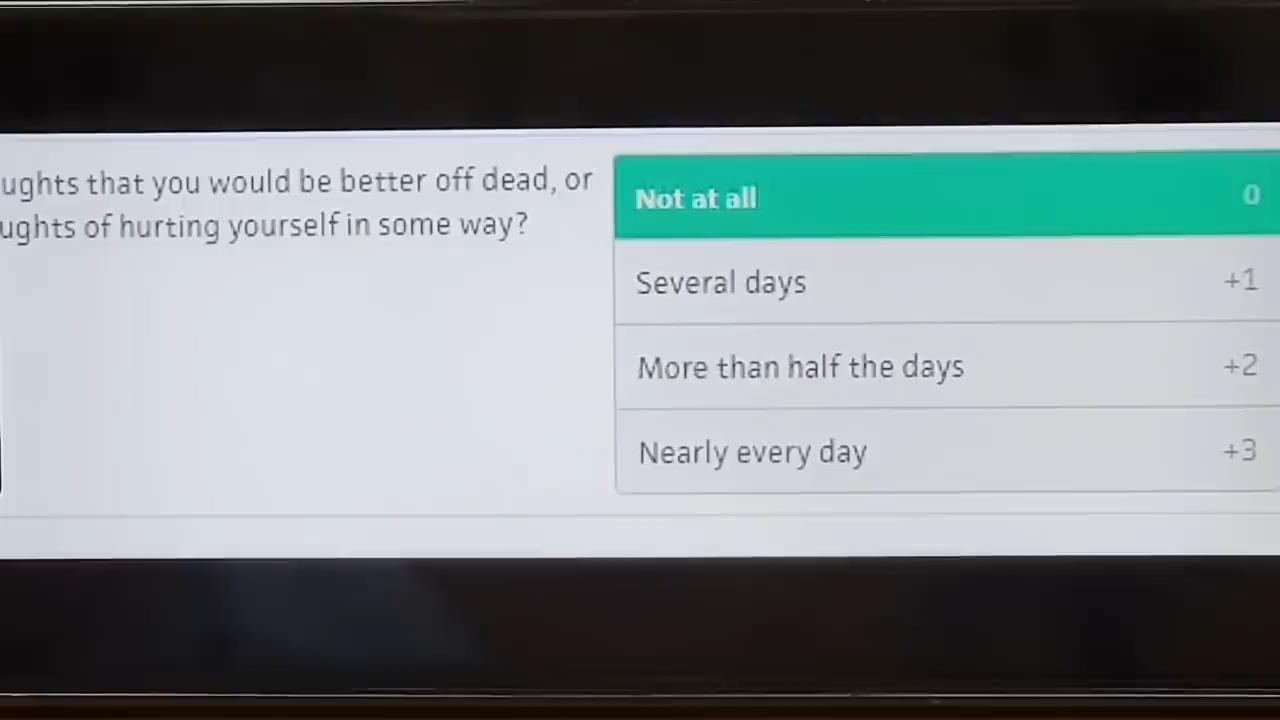 ughts that you would be better off dead, or
ughts of hurting yourself in some way?
Not at all 0
Several days +1
More than half the days +2
Nearly every day +3